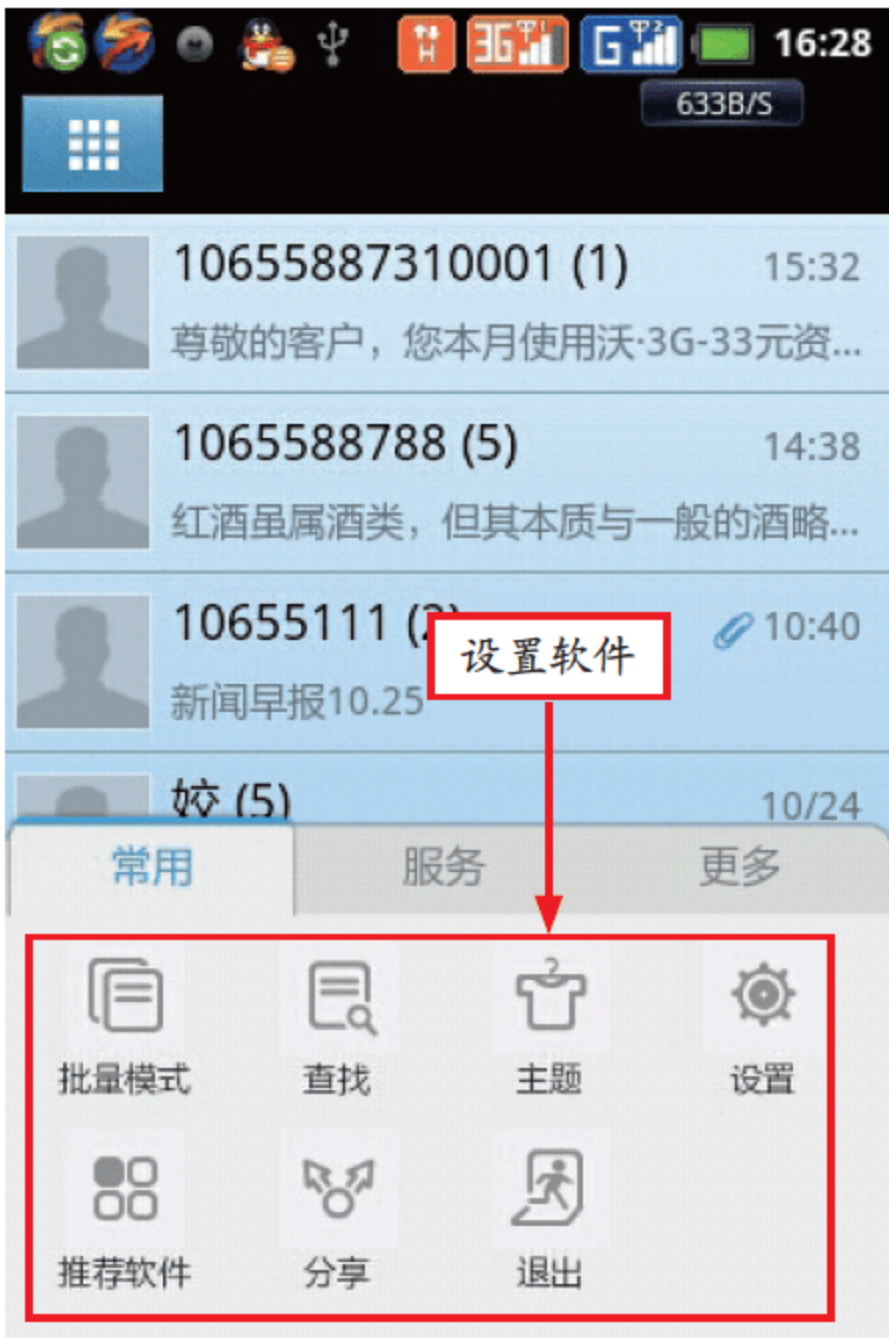 H 3G 1 G 2 16:28
633B/S
10655887310001 (1) 15:32
尊敬的客户，您本月使用沃·3G-33元资...
1065588788 (5) 14:38
红酒虽属酒类，但其本质与一般的酒略...
10655111 (2) 10:40
设置软件
新闻早报10.25
姣 (5) 10/24
常用 服务 更多
批量模式 查找 主题 设置
推荐软件 分享 退出